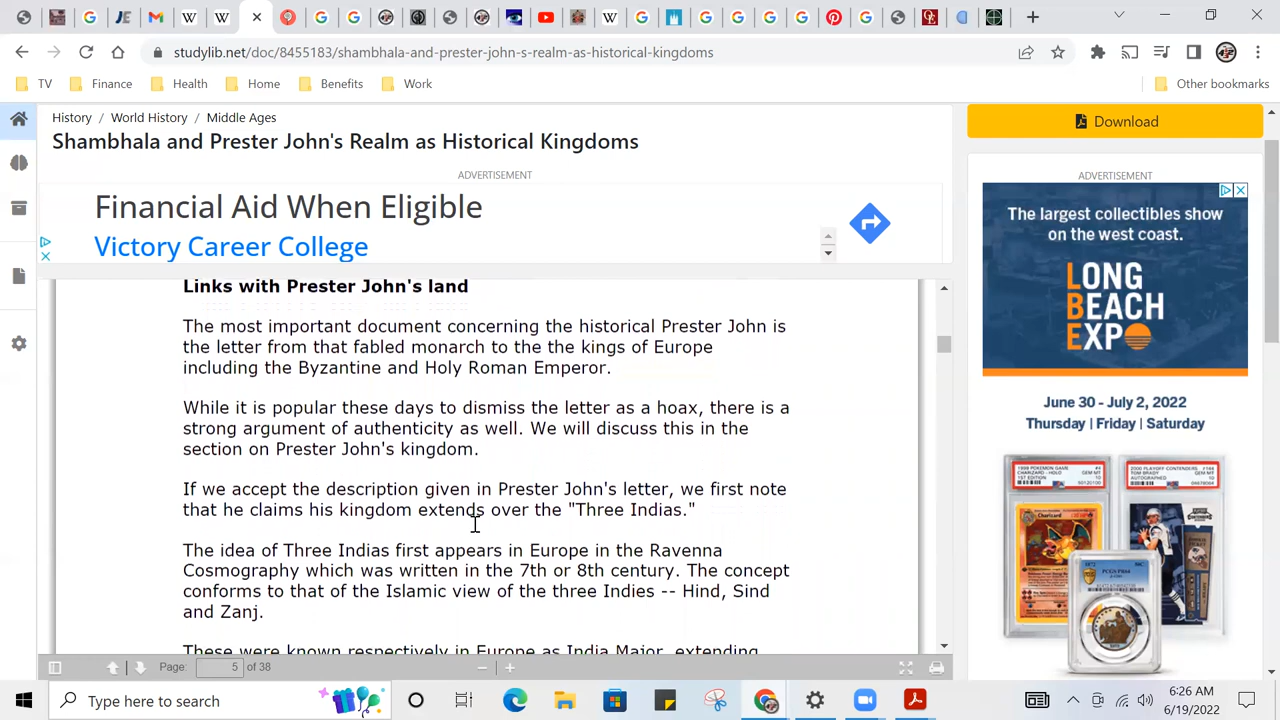 studylib.net/doc/8455183/shambhala-and-prester-john-s-realm-as-historical-kingdoms
TV Finance Health Home Benefits Work Other bookmarks
History / World History / Middle Ages
Shambhala and Prester John's Realm as Historical Kingdoms
ADVERTISEMENT
Financial Aid When Eligible
Victory Career College
Links with Prester John's land
The most important document concerning the historical Prester John is
the letter from that fabled monarch to the the kings of Europe
including the Byzantine and Holy Roman Emperor.
While it is popular these days to dismiss the letter as a hoax, there is a
strong argument of authenticity as well. We will discuss this in the
section on Prester John's kingdom.
If we accept the description given in Prester John's letter, we first note
that he claims his kingdom extends over the "Three Indias."
The idea of Three Indias first appears in Europe in the Ravenna
Cosmography which was written in the 7th or 8th century. The concept
conforms to that of the Islamic view of the three Indies -- Hind, Sind
and Zanj.
These were known respectively in Europe as India Major, extending
Page: 5 of 38
Download
ADVERTISEMENT
The largest collectibles show
on the west coast.
LONG
BEACH
EXPO
June 30 - July 2, 2022
Thursday | Friday | Saturday
Type here to search
6:26 AM
6/19/2022